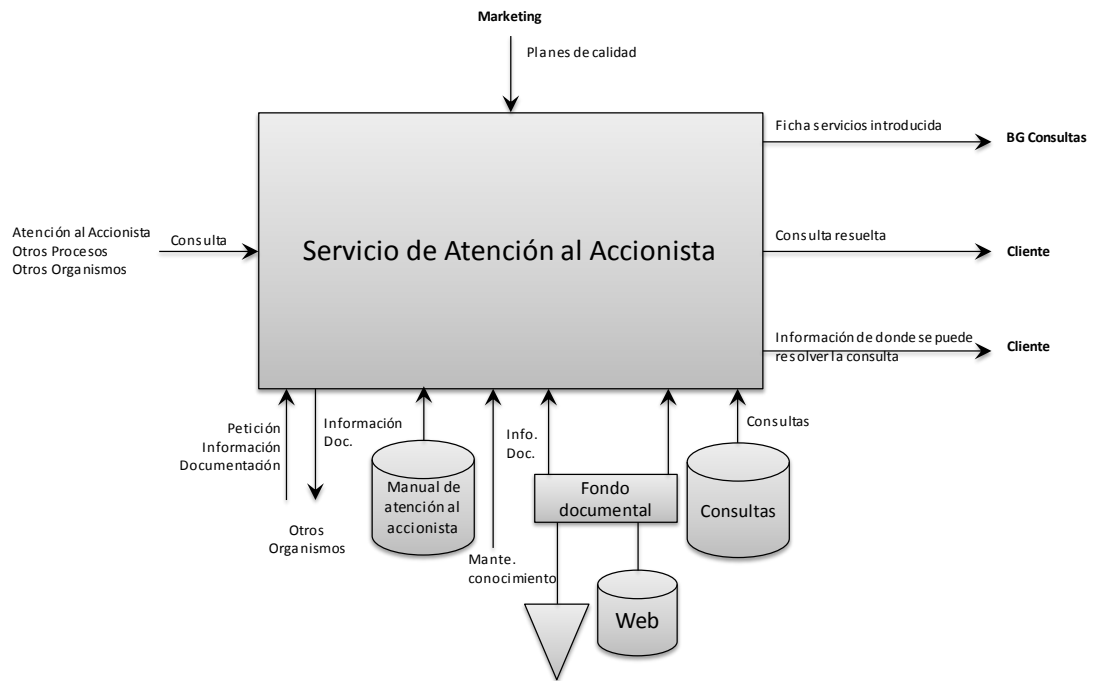 Marketing
Planes de calidad
Ficha servicios introducida
BG Consultas
Atención al Accionista
Otros Procesos
Otros Organismos
Consulta
Servicio de Atención al Accionista
Consulta resuelta
Cliente
Información de donde se puede
resolver la consulta
Cliente
Petición
Información
Documentación
Información
Doc.
Otros
Organismos
Manual de
atención al
accionista
Mante.
conocimiento
Info.
Doc.
Fondo
documental
Web
Consultas
Consultas